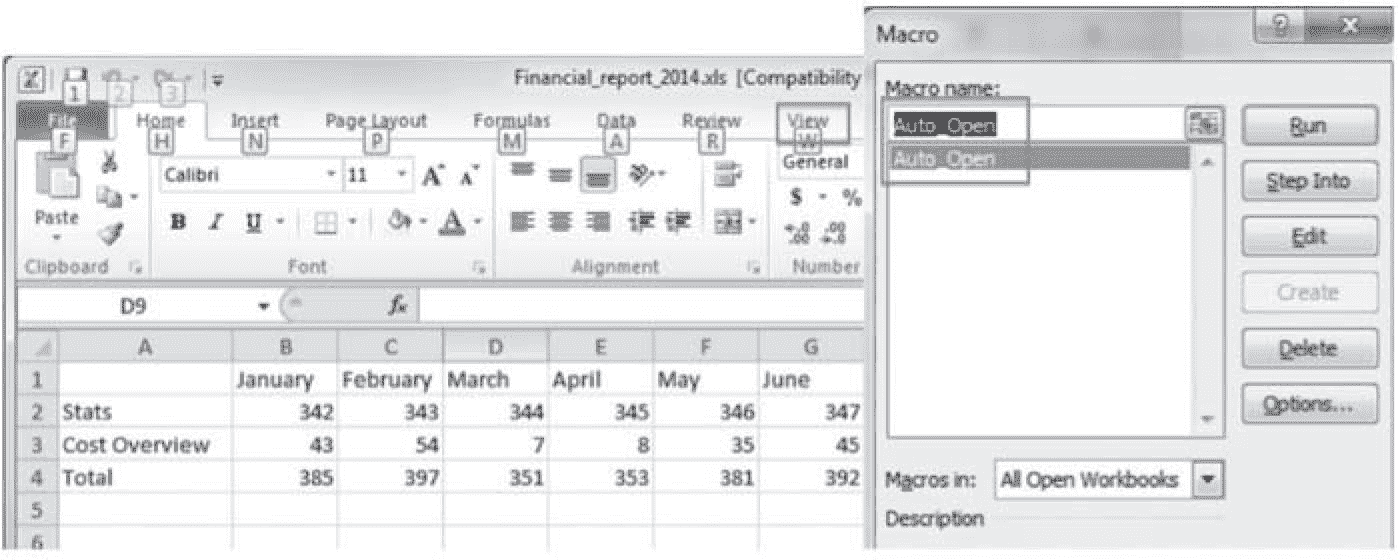 Financial_report_2014.xls [Compatibility
1 2 3
File Home Insert Page Layout Formulas Data Review View
F H N P M A R W
Calibri 11 General
Paste B I U $ %
Clipboard Font Alignment Number
D9 fx
A B C D E F G
1 January February March April May June
2 Stats 342 343 344 345 346 347
3 Cost Overview 43 54 7 8 35 45
4 Total 385 397 351 353 381 392
5
6
Macro
Macro name:
Auto_Open
Auto_Open
Run
Step Into
Edit
Create
Delete
Options...
Macros in: All Open Workbooks
Description